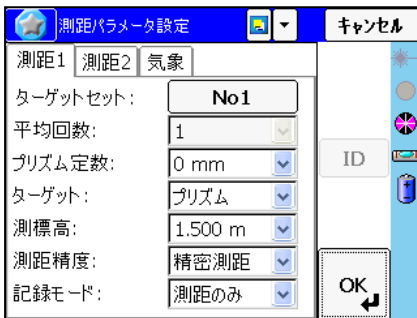 測距パラメータ設定
キャンセル
測距1 測距2 気象
ターゲットセット: No1
平均回数: 1
プリズム定数: 0 mm
ID
ターゲット: プリズム
測標高: 1.500 m
測距精度: 精密測距
OK
記録モード: 測距のみ